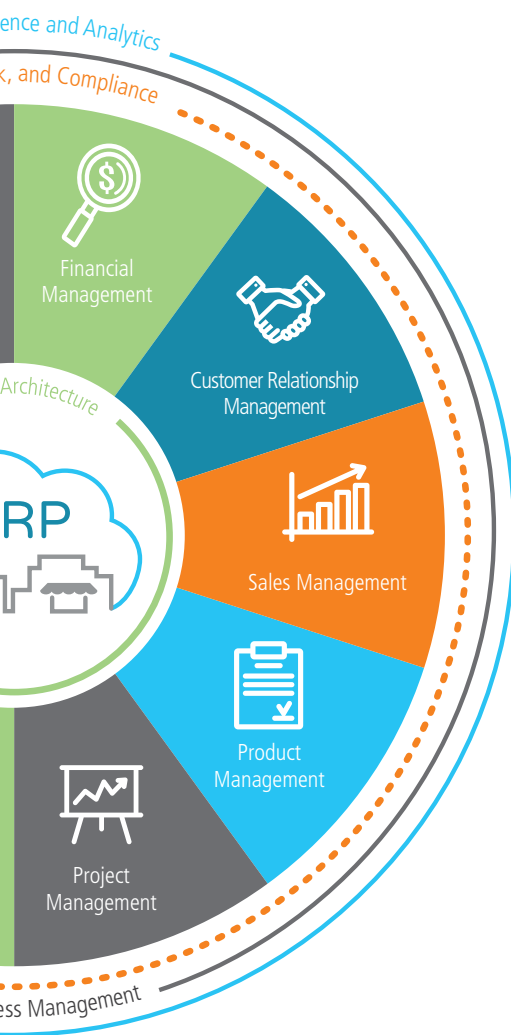 ence and Analytics
, and Compliance
Financial
Management
Customer Relationship
Management
Architecture
RP
Sales Management
Product
Management
Project
Management
ess Management